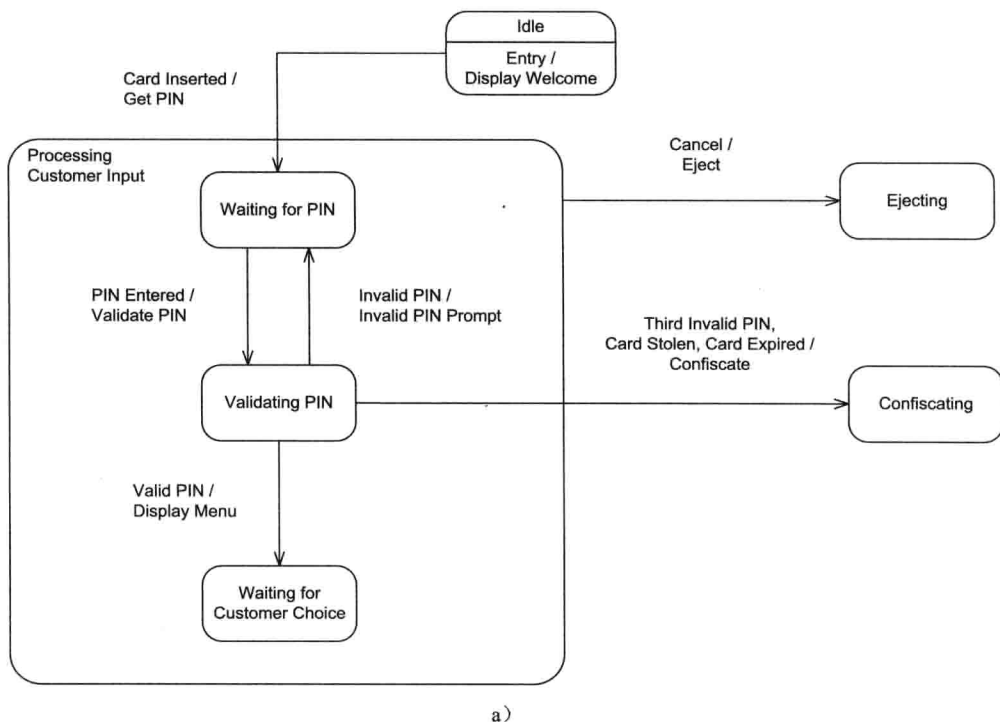 Idle
Entry /
Display Welcome
Card Inserted /
Get PIN
Processing
Customer Input
Cancel /
Eject
Waiting for PIN
Ejecting
PIN Entered /
Validate PIN
Invalid PIN /
Invalid PIN Prompt
Third Invalid PIN,
Card Stolen, Card Expired /
Confiscate
Validating PIN
Confiscating
Valid PIN /
Display Menu
Waiting for
Customer Choice
a）